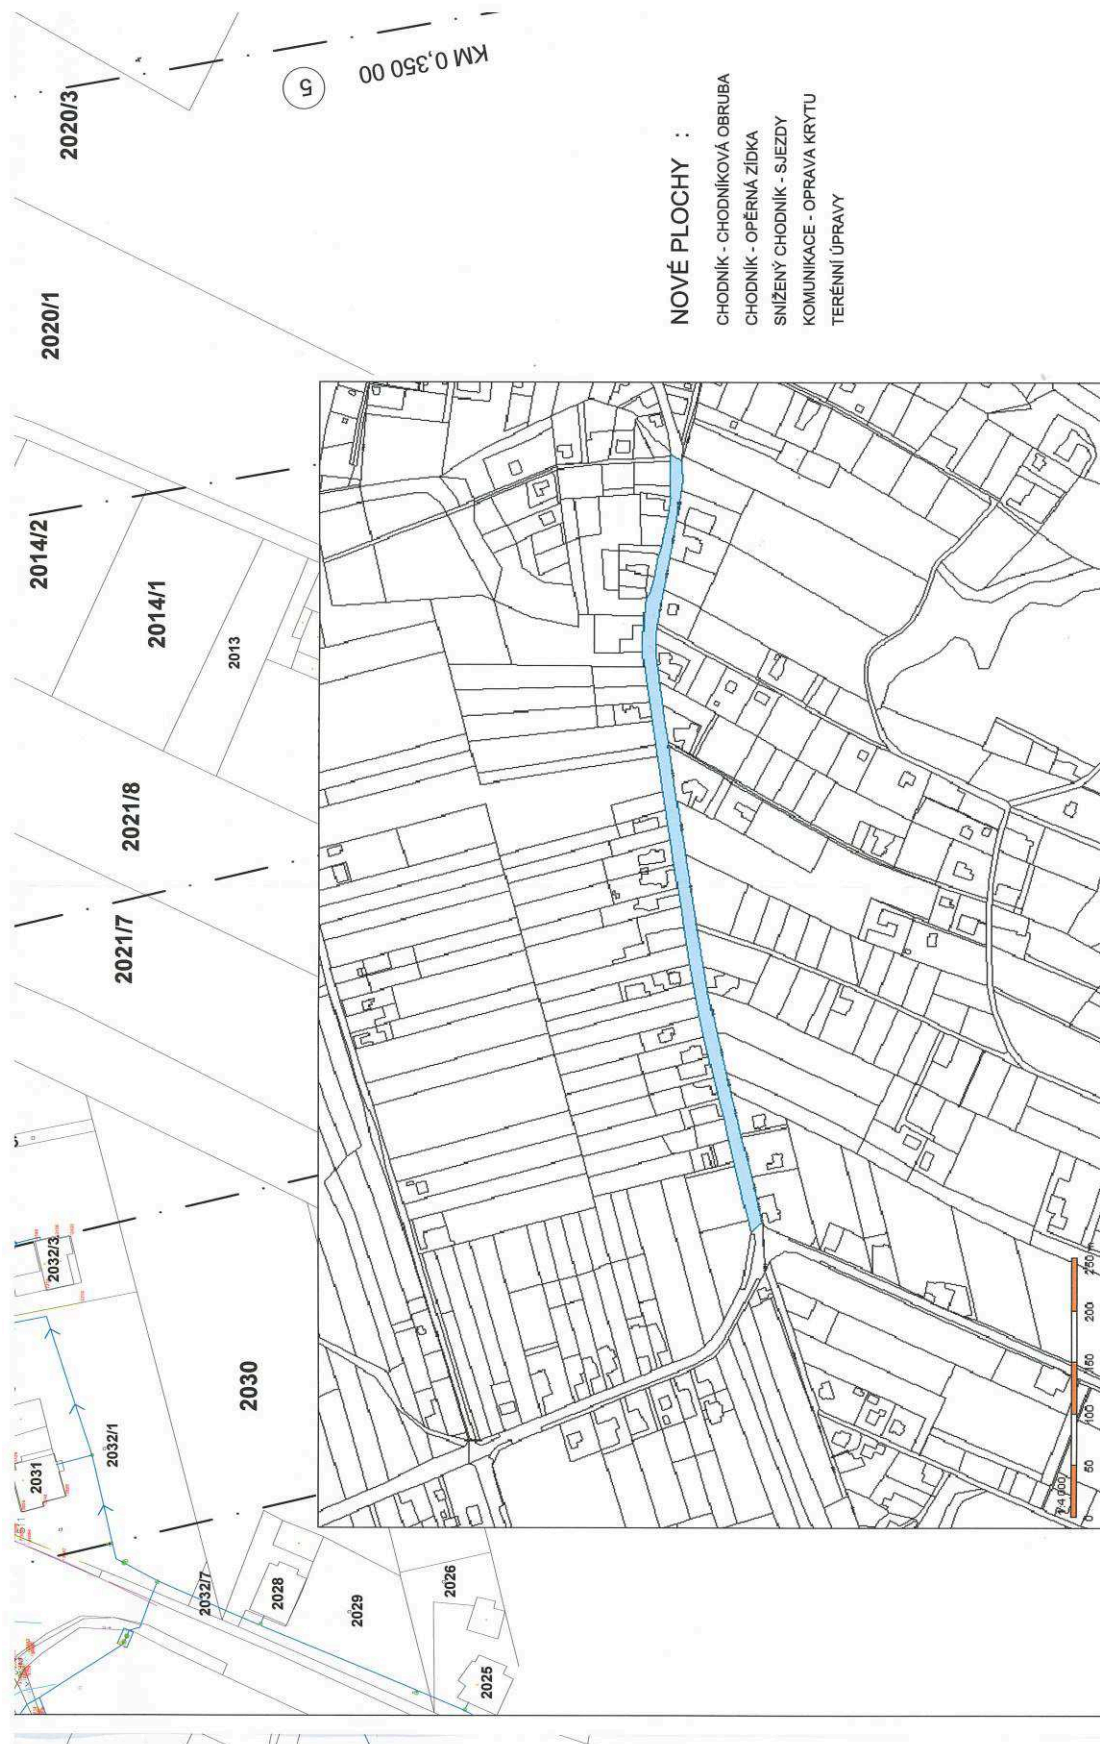 2020/3
5
KM 0,350 00
2020/1
2014/2
2014/1
2013
2021/8
2021/7
NOVÉ PLOCHY :
CHODNÍK - CHODNÍKOVÁ OBRUBA
CHODNÍK - OPĚRNÁ ZÍDKA
SNÍŽENÝ CHODNÍK - SJEZDY
KOMUNIKACE - OPRAVA KRYTU
TERÉNNÍ ÚPRAVY
2032/3
2030
2031
2032/1
2032/7
2028
2029
2026
2025
0 50 100 150 200 250 m